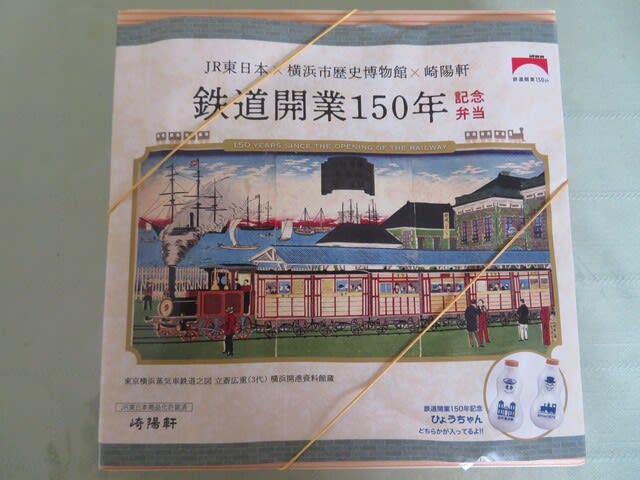 JR東日本×横浜市歴史博物館×崎陽軒
鉄道開業150年
記念
弁当
鉄道開業150th
150 YEARS SINCE THE OPENING OF THE RAILWAY
東京横浜蒸気車鉄道之図 立斎広重(3代) 横浜開港資料館蔵
JR東日本商品化許諾済
崎陽軒
鉄道開業150年記念
ひょうちゃん
どちらかが入ってるよ!!